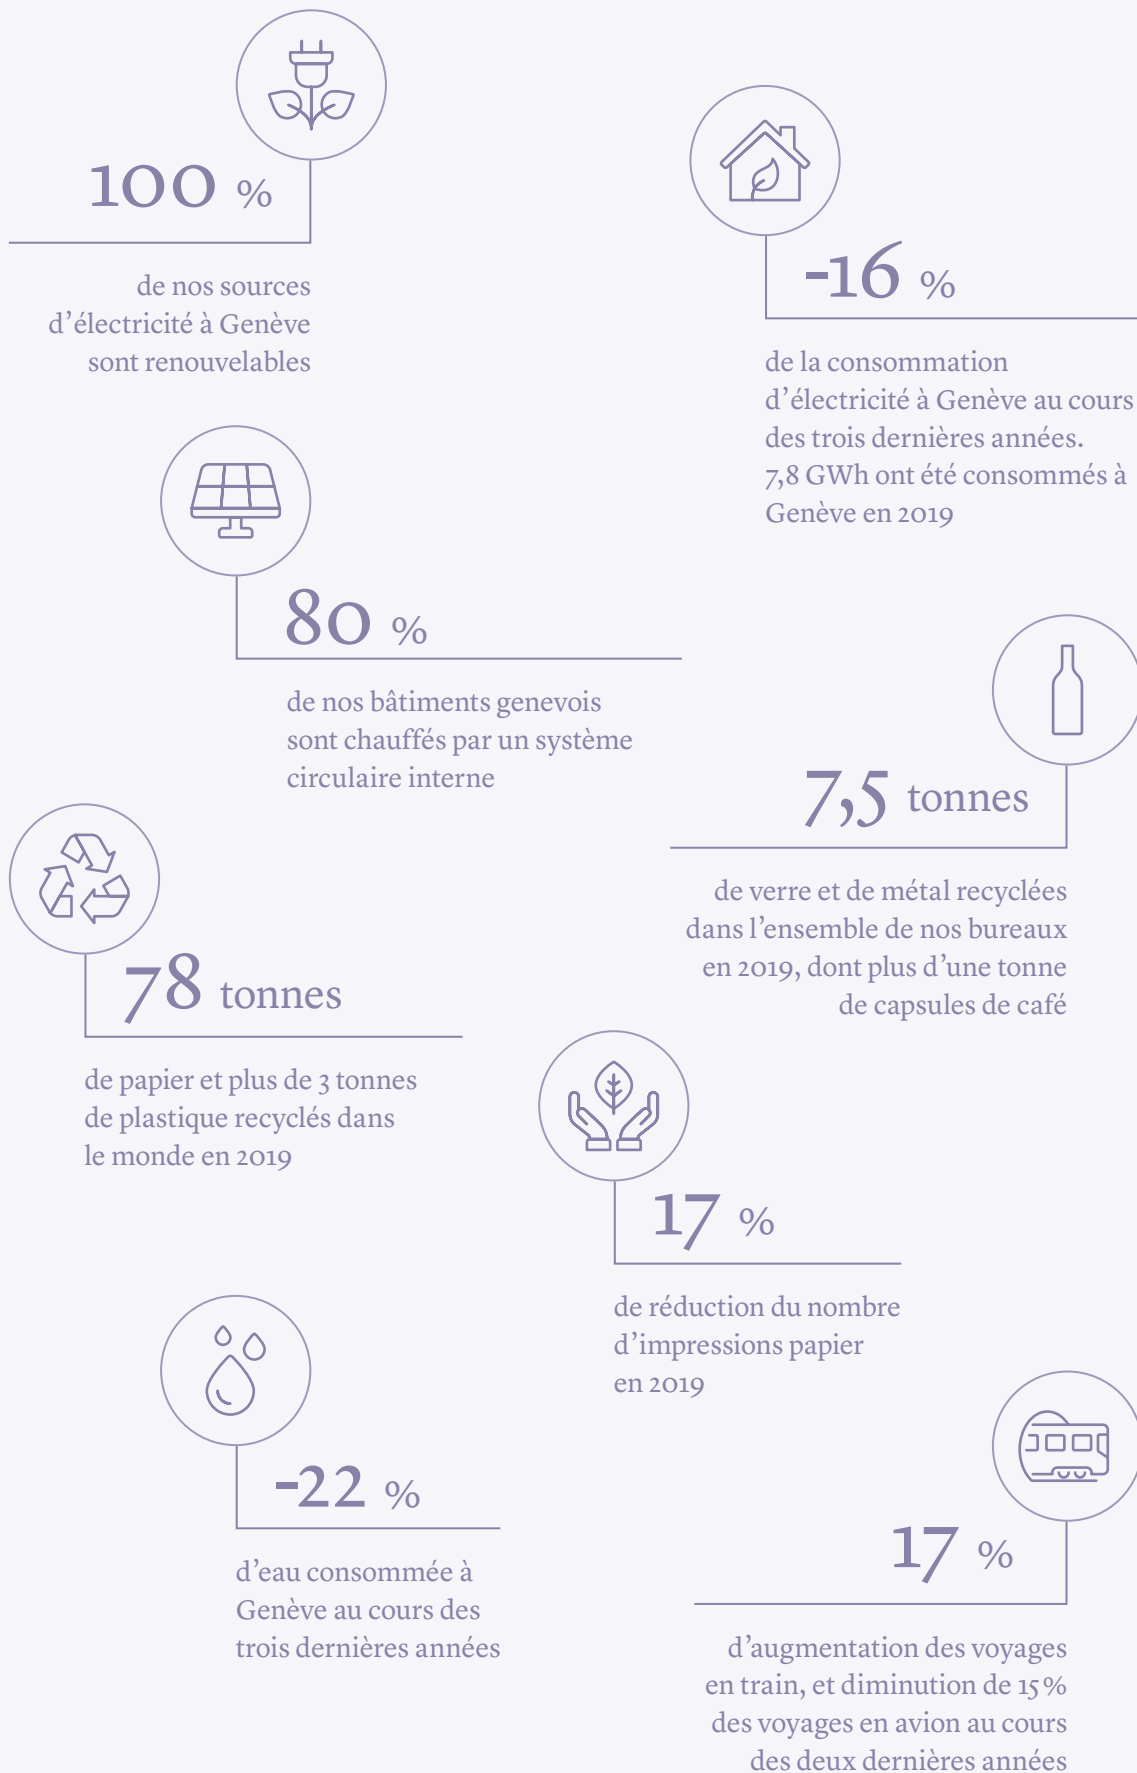 100 %
de nos sources
d’électricité à Genève
sont renouvelables
-16 %
de la consommation
d’électricité à Genève au cours
des trois dernières années.
7,8 GWh ont été consommés à
Genève en 2019
80 %
de nos bâtiments genevois
sont chauffés par un système
circulaire interne
7,5 tonnes
de verre et de métal recyclées
dans l’ensemble de nos bureaux
en 2019, dont plus d’une tonne
de capsules de café
78 tonnes
de papier et plus de 3 tonnes
de plastique recyclés dans
le monde en 2019
17 %
de réduction du nombre
d’impressions papier
en 2019
-22 %
d’eau consommée à
Genève au cours des
trois dernières années
17 %
d’augmentation des voyages
en train, et diminution de 15 %
des voyages en avion au cours
des deux dernières années